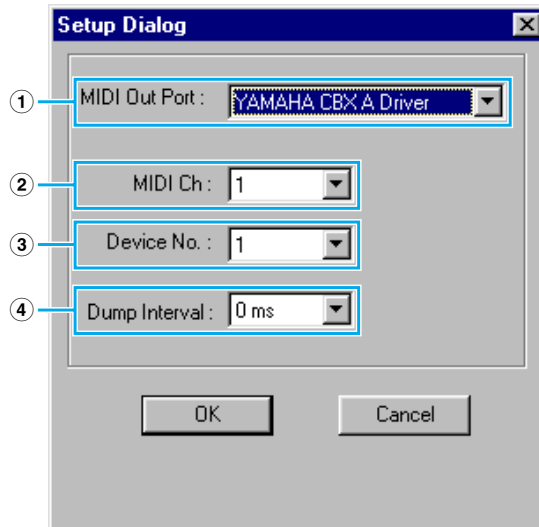 Setup Dialog
① MIDI Out Port : YAMAHA CBX A Driver
② MIDI Ch : 1
③ Device No. : 1
④ Dump Interval : 0 ms
OK Cancel